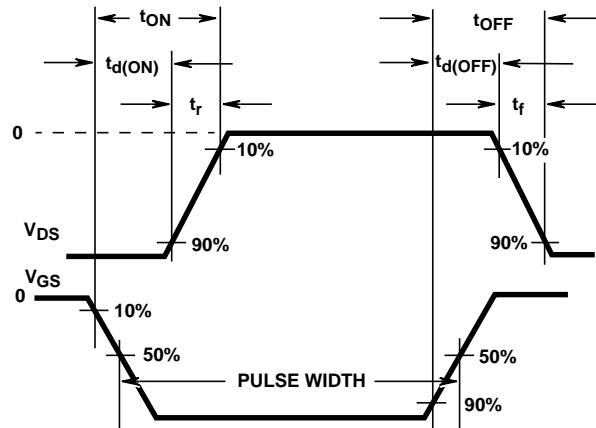 tON tOFF
td(ON) td(OFF)
tr tf
0
10% 10%
VDS 90% 90%
VGS
0
10%
50% 50%
PULSE WIDTH
90%